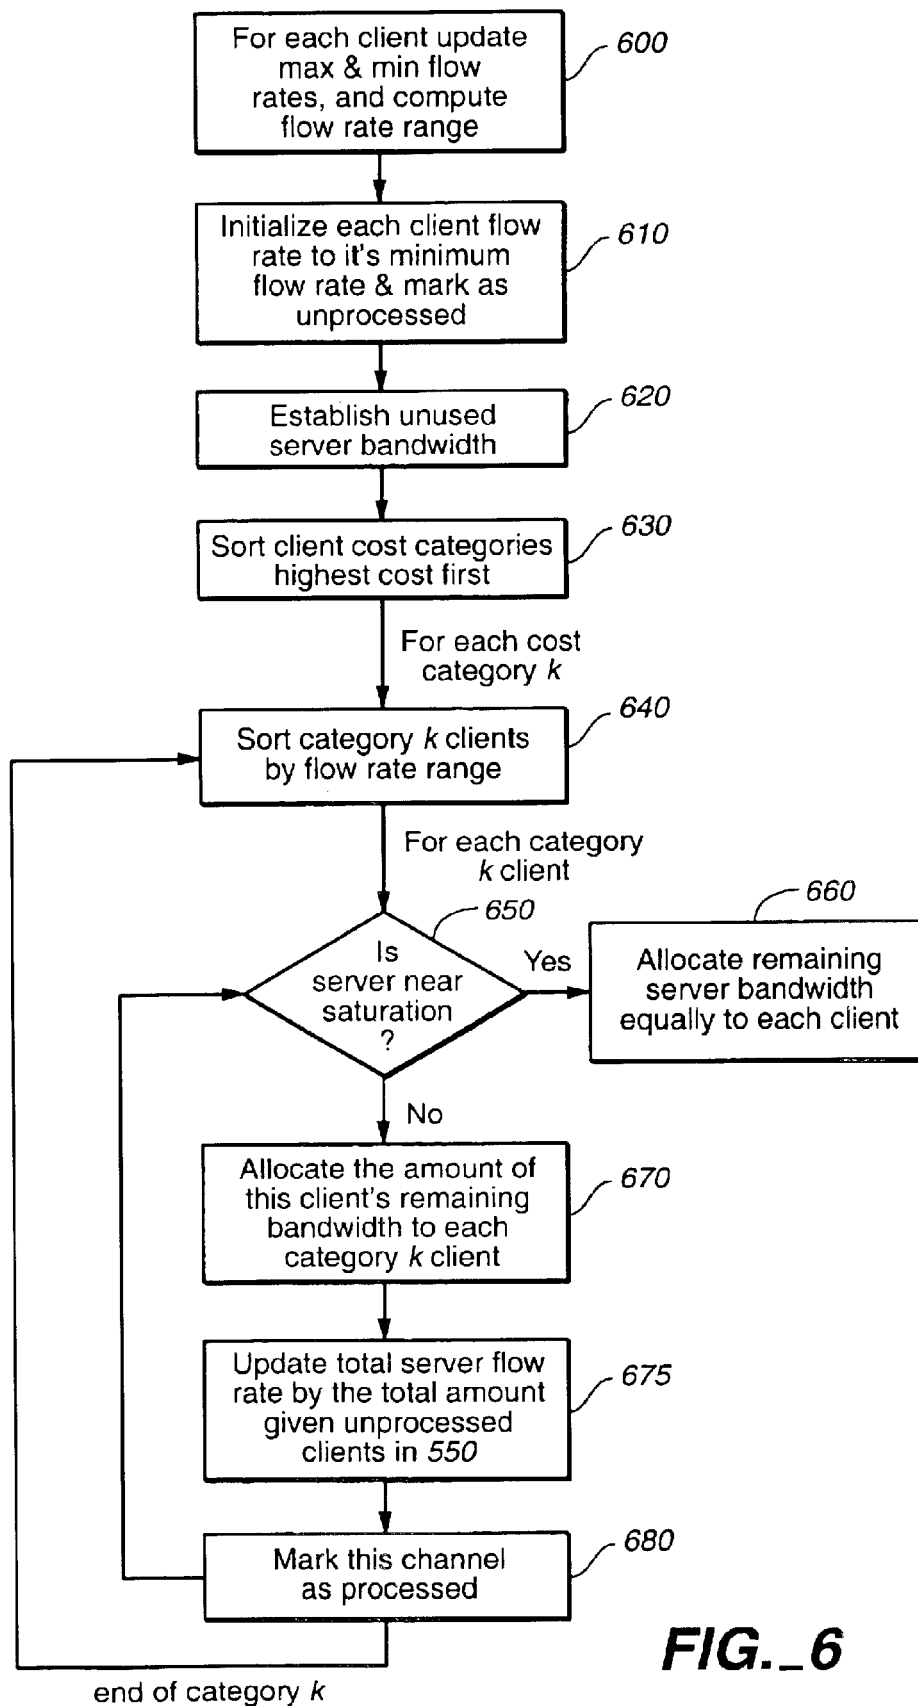 For each client update
max & min flow
rates, and compute
flow rate range
600
Initialize each client flow
rate to it's minimum
flow rate & mark as
unprocessed
610
Establish unused
server bandwidth
620
Sort client cost categories
highest cost first
630
For each cost
category k
Sort category k clients
by flow rate range
640
For each category
k client
Is
server near
saturation
?
650
Yes
Allocate remaining
server bandwidth
equally to each client
660
No
Allocate the amount of
this client's remaining
bandwidth to each
category k client
670
Update total server flow
rate by the total amount
given unprocessed
clients in 550
675
Mark this channel
as processed
680
end of category k
FIG._6